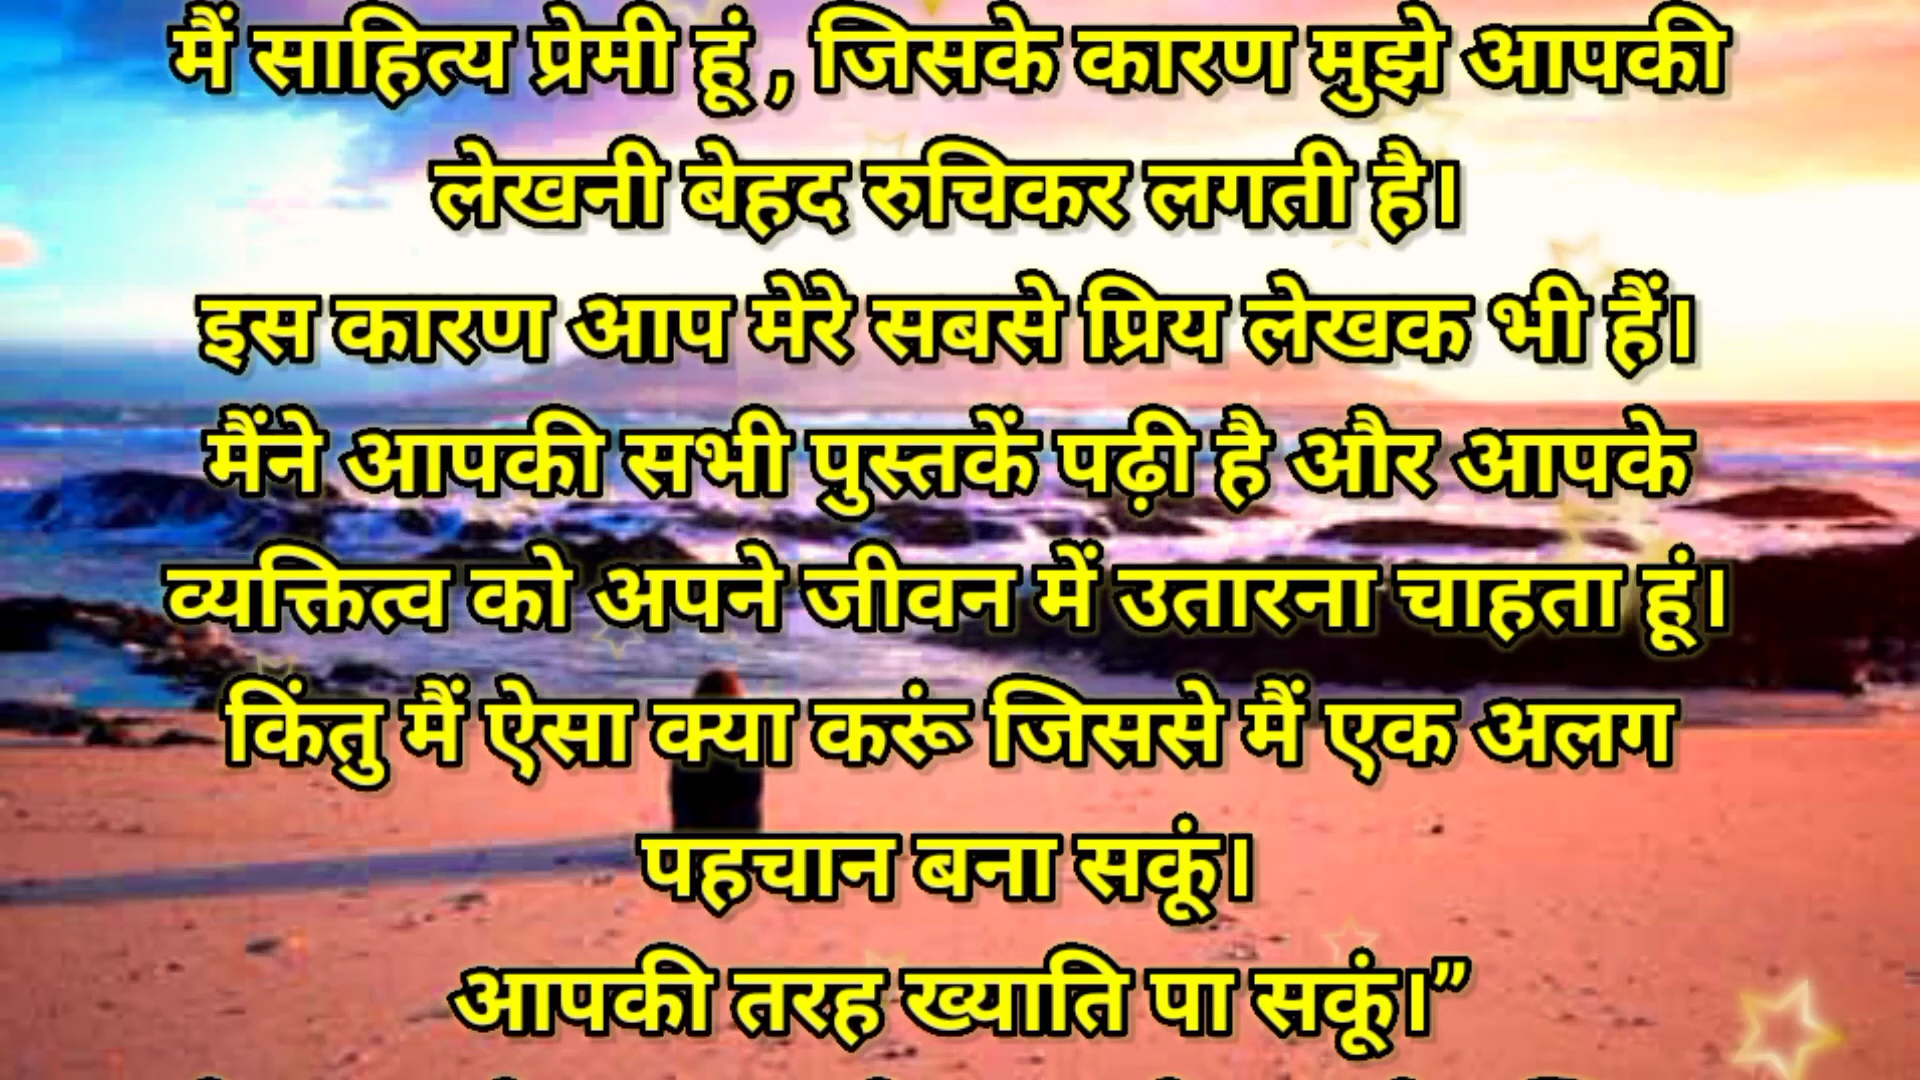 मैं साहित्य प्रेमी हूं , जिसके कारण मुझे आपकी
लेखनी बेहद रुचिकर लगती है।
इस कारण आप मेरे सबसे प्रिय लेखक भी हैं।
मैंने आपकी सभी पुस्तकें पढ़ी है और आपके
व्यक्तित्व को अपने जीवन में उतारना चाहता हूं।
किंतु मैं ऐसा क्या करूं जिससे मैं एक अलग
पहचान बना सकूं।
आपकी तरह ख्याति पा सकूं।”